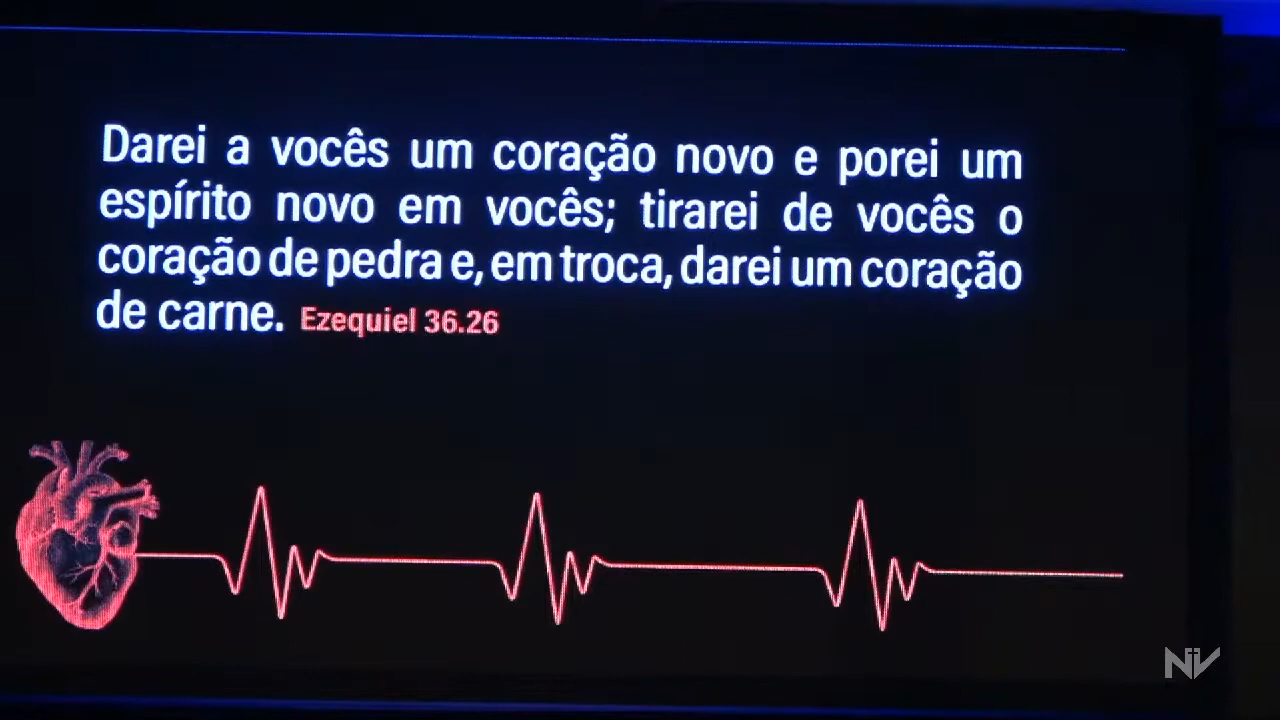 Darei a vocês um coração novo e porei um
espírito novo em vocês; tirarei de vocês o
coração de pedra e, em troca, darei um coração
de carne. Ezequiel 36.26
NV